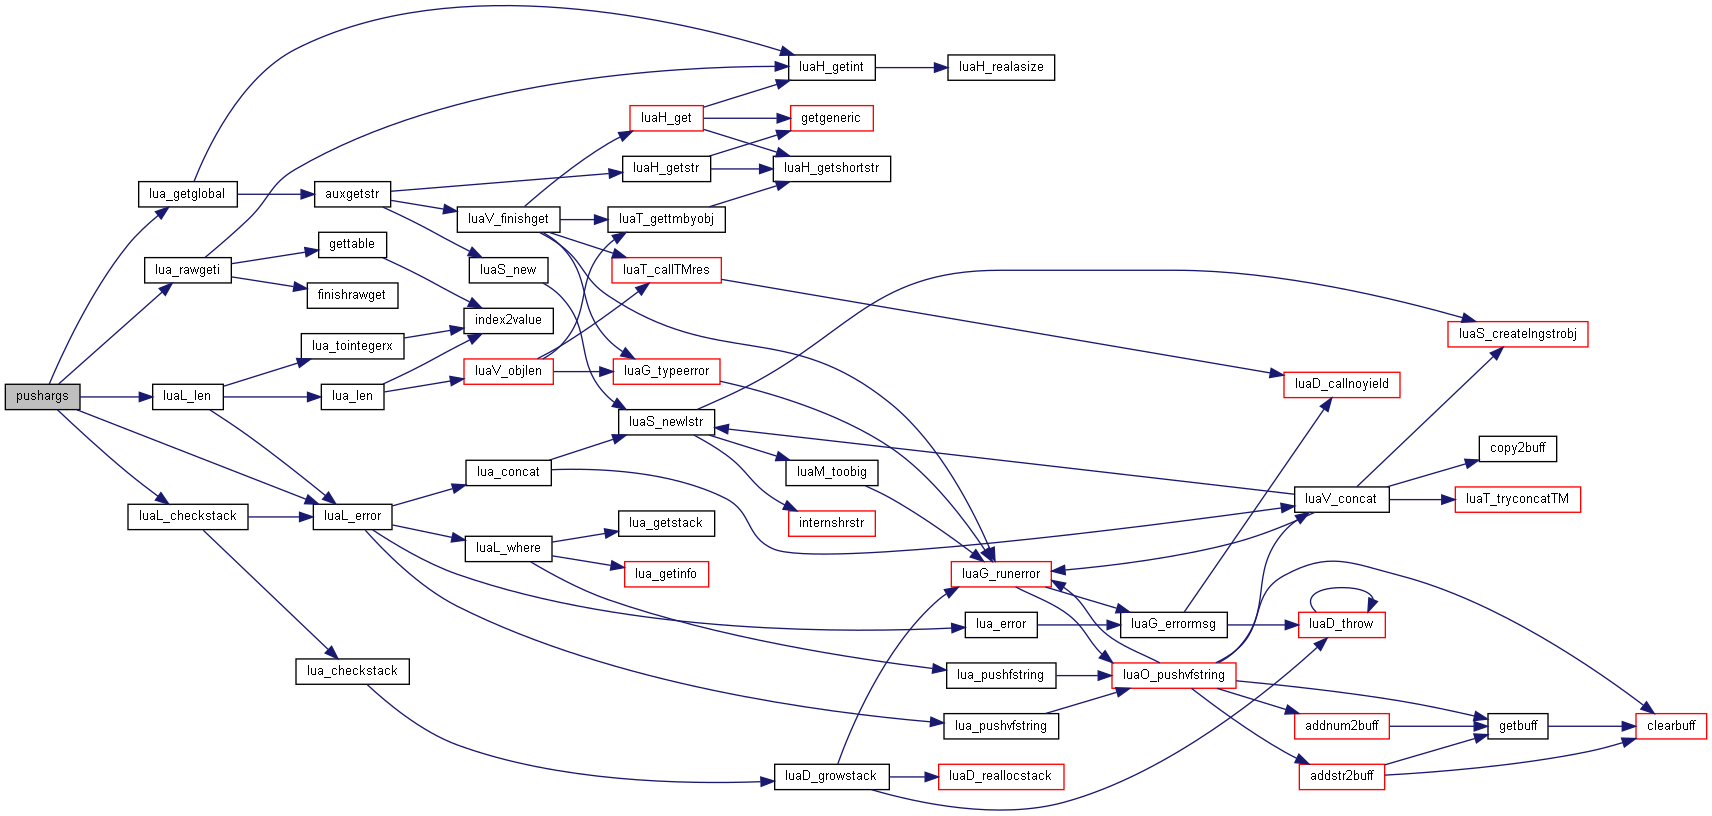 luaH_getint
luaH_realasize
luaH_get
getgeneric
luaH_getstr
luaH_getshortstr
lua_getglobal
auxgetstr
luaV_finishget
luaT_gettmbyobj
gettable
lua_rawgeti
luaS_new
luaT_callTMres
finishrawget
index2value
luaS_createlngstrobj
lua_tointegerx
luaV_objlen
luaG_typeerror
luaD_callnoyield
pushargs
luaL_len
lua_len
luaS_newlstr
copy2buff
lua_concat
luaM_toobig
luaV_concat
luaT_tryconcatTM
luaL_checkstack
luaL_error
lua_getstack
internshrstr
luaL_where
lua_getinfo
luaG_runerror
lua_error
luaG_errormsg
luaD_throw
lua_checkstack
lua_pushfstring
luaO_pushvfstring
lua_pushvfstring
addnum2buff
getbuff
clearbuff
luaD_growstack
luaD_reallocstack
addstr2buff